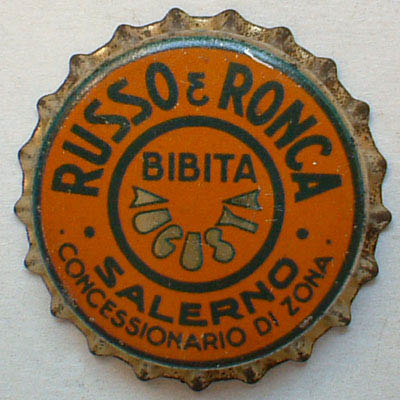 RUSSO E RONCA
BIBITA
SALERNO
CONCESSIONARIO DI ZONA